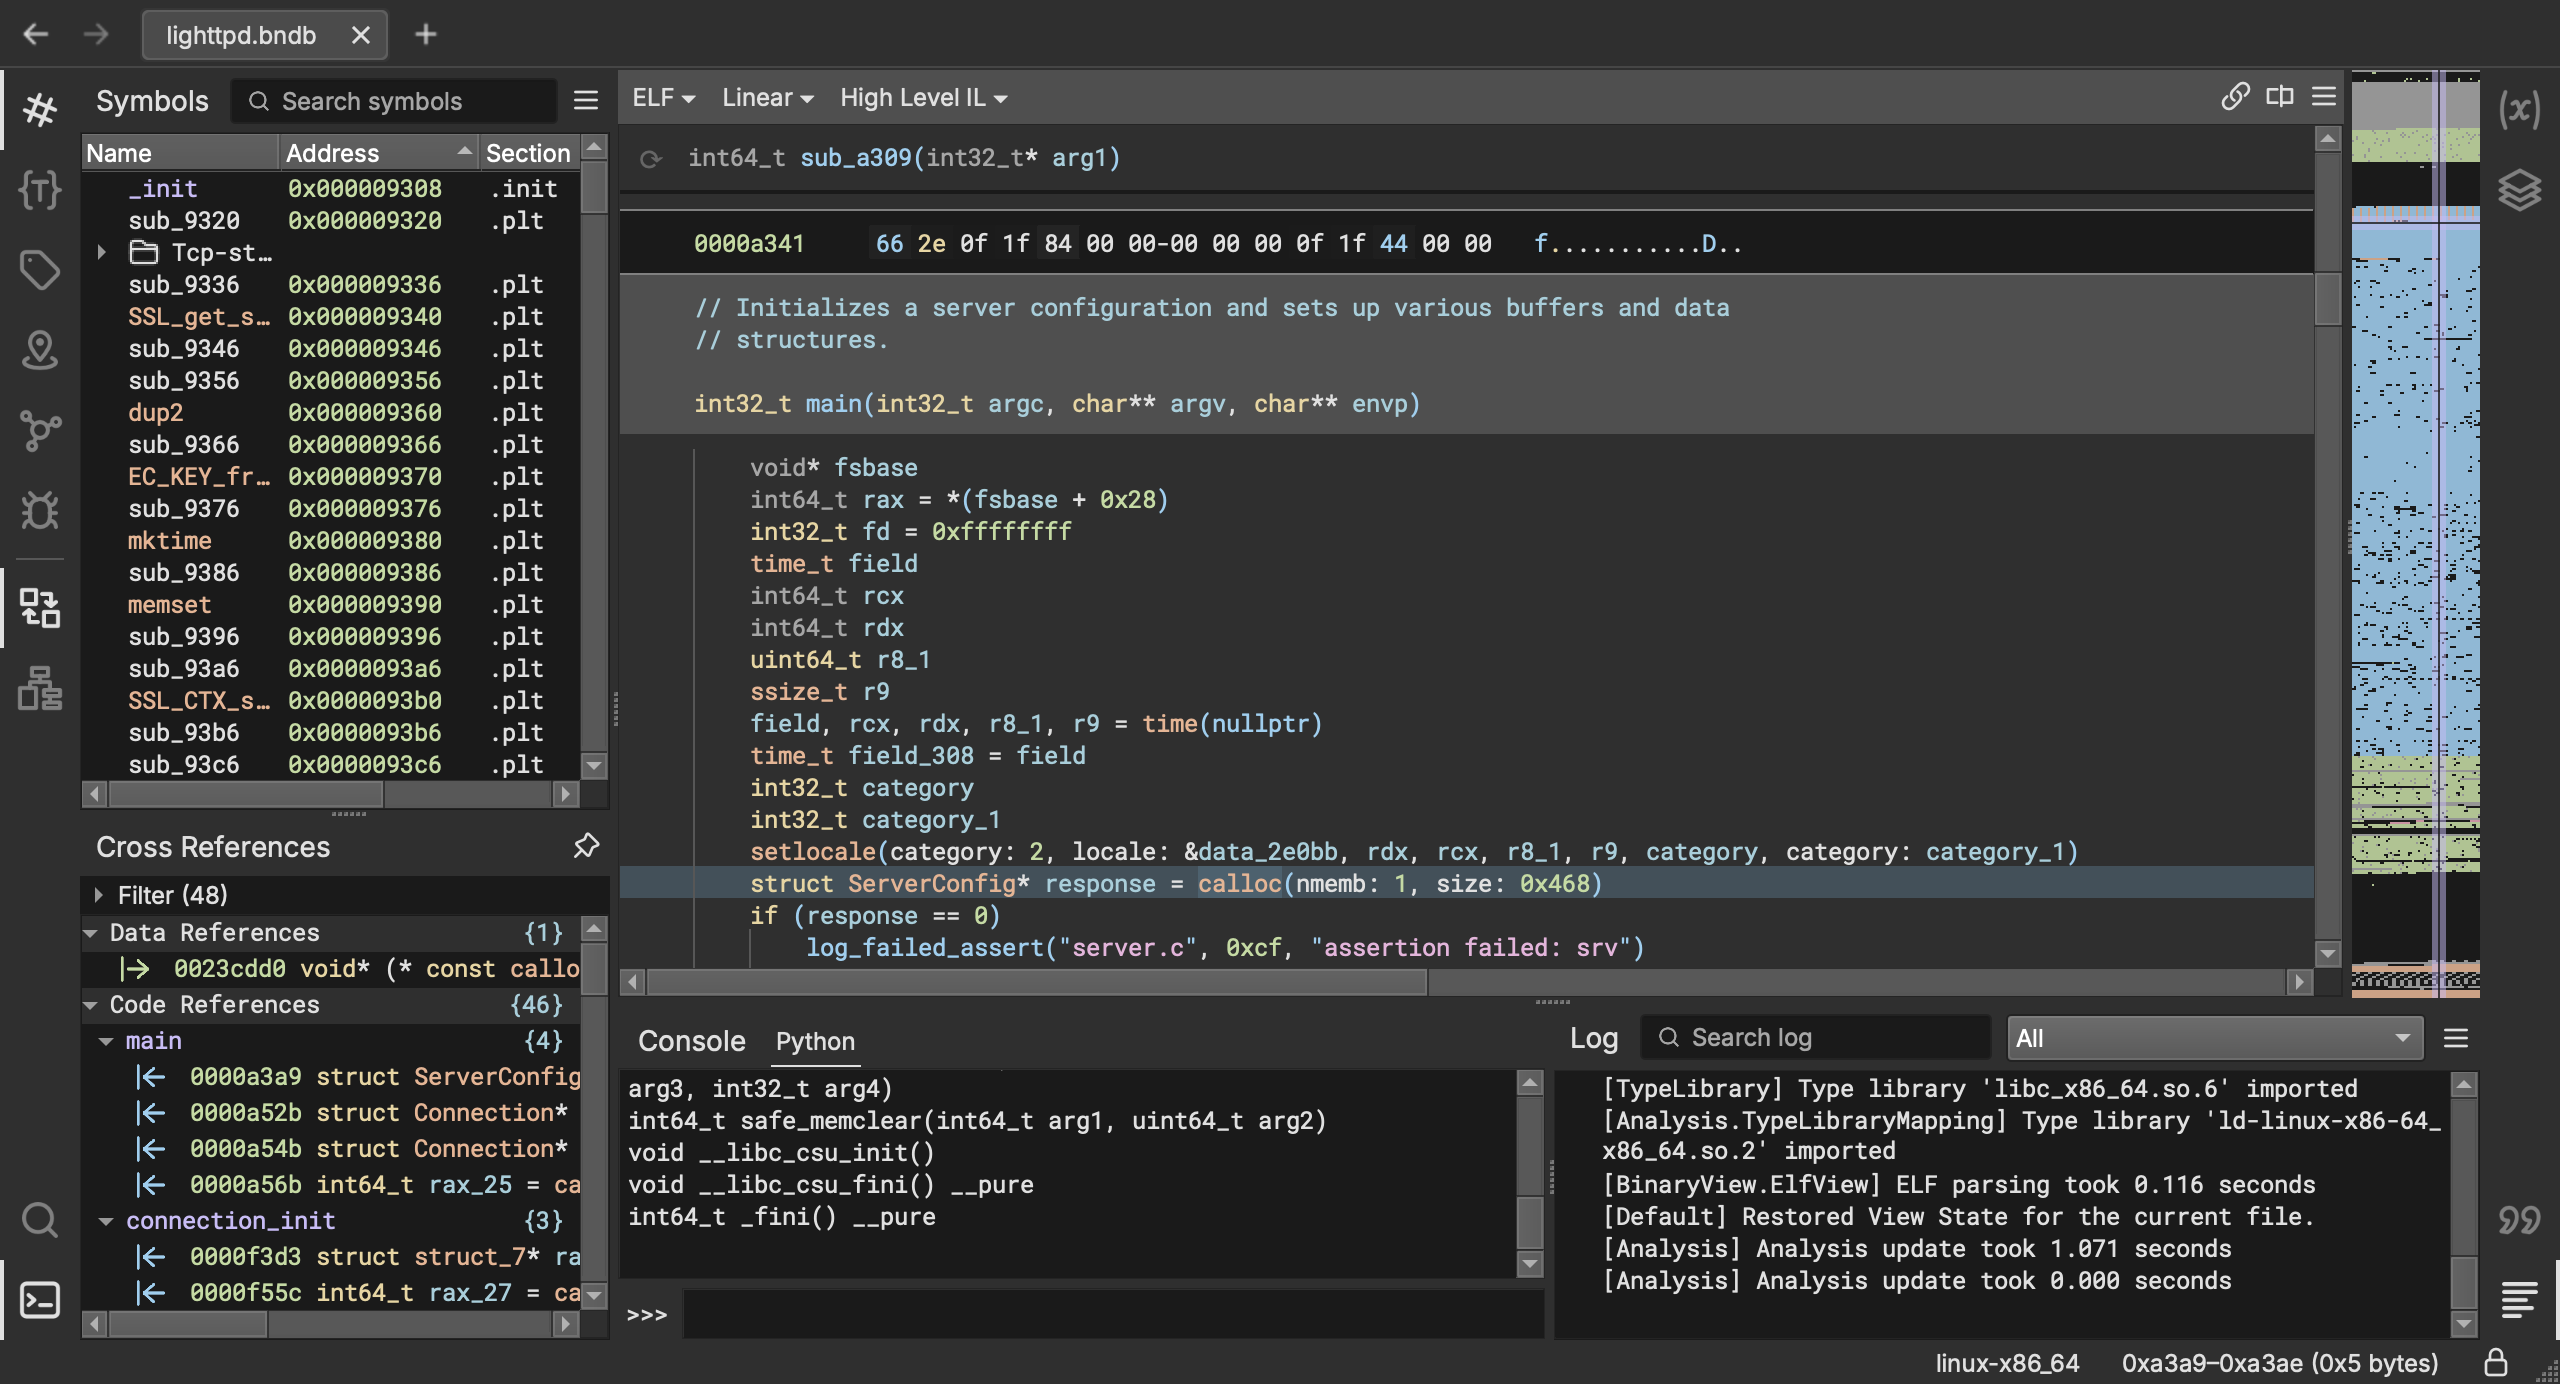 lighttpd.bndb
Symbols
Search symbols
Name Address Section
_init 0x000009308 .init
sub_9320 0x000009320 .plt
Tcp-st…
sub_9336 0x000009336 .plt
SSL_get_s… 0x000009340 .plt
sub_9346 0x000009346 .plt
sub_9356 0x000009356 .plt
dup2 0x000009360 .plt
sub_9366 0x000009366 .plt
EC_KEY_fr… 0x000009370 .plt
sub_9376 0x000009376 .plt
mktime 0x000009380 .plt
sub_9386 0x000009386 .plt
memset 0x000009390 .plt
sub_9396 0x000009396 .plt
sub_93a6 0x0000093a6 .plt
SSL_CTX_s… 0x0000093b0 .plt
sub_93b6 0x0000093b6 .plt
sub_93c6 0x0000093c6 .plt
Cross References
Filter (48)
Data References {1}
0023cdd0 void* (* const callo
Code References {46}
main {4}
0000a3a9 struct ServerConfig
0000a52b struct Connection*
0000a54b struct Connection*
0000a56b int64_t rax_25 = ca
connection_init {3}
0000f3d3 struct struct_7* ra
0000f55c int64_t rax_27 = ca
ELF Linear High Level IL
int64_t sub_a309(int32_t* arg1)
0000a341 66 2e 0f 1f 84 00 00-00 00 00 0f 1f 44 00 00 f...........D..
// Initializes a server configuration and sets up various buffers and data
// structures.
int32_t main(int32_t argc, char** argv, char** envp)
void* fsbase
int64_t rax = *(fsbase + 0x28)
int32_t fd = 0xffffffff
time_t field
int64_t rcx
int64_t rdx
uint64_t r8_1
ssize_t r9
field, rcx, rdx, r8_1, r9 = time(nullptr)
time_t field_308 = field
int32_t category
int32_t category_1
setlocale(category: 2, locale: &data_2e0bb, rdx, rcx, r8_1, r9, category, category: category_1)
struct ServerConfig* response = calloc(nmemb: 1, size: 0x468)
if (response == 0)
log_failed_assert("server.c", 0xcf, "assertion failed: srv")
Console Python
arg3, int32_t arg4)
int64_t safe_memclear(int64_t arg1, uint64_t arg2)
void __libc_csu_init()
void __libc_csu_fini() __pure
int64_t _fini() __pure
>>>
Log
Search log
All
[TypeLibrary] Type library 'libc_x86_64.so.6' imported
[Analysis.TypeLibraryMapping] Type library 'ld-linux-x86-64_
x86_64.so.2' imported
[BinaryView.ElfView] ELF parsing took 0.116 seconds
[Default] Restored View State for the current file.
[Analysis] Analysis update took 1.071 seconds
[Analysis] Analysis update took 0.000 seconds
linux-x86_64 0xa3a9–0xa3ae (0x5 bytes)